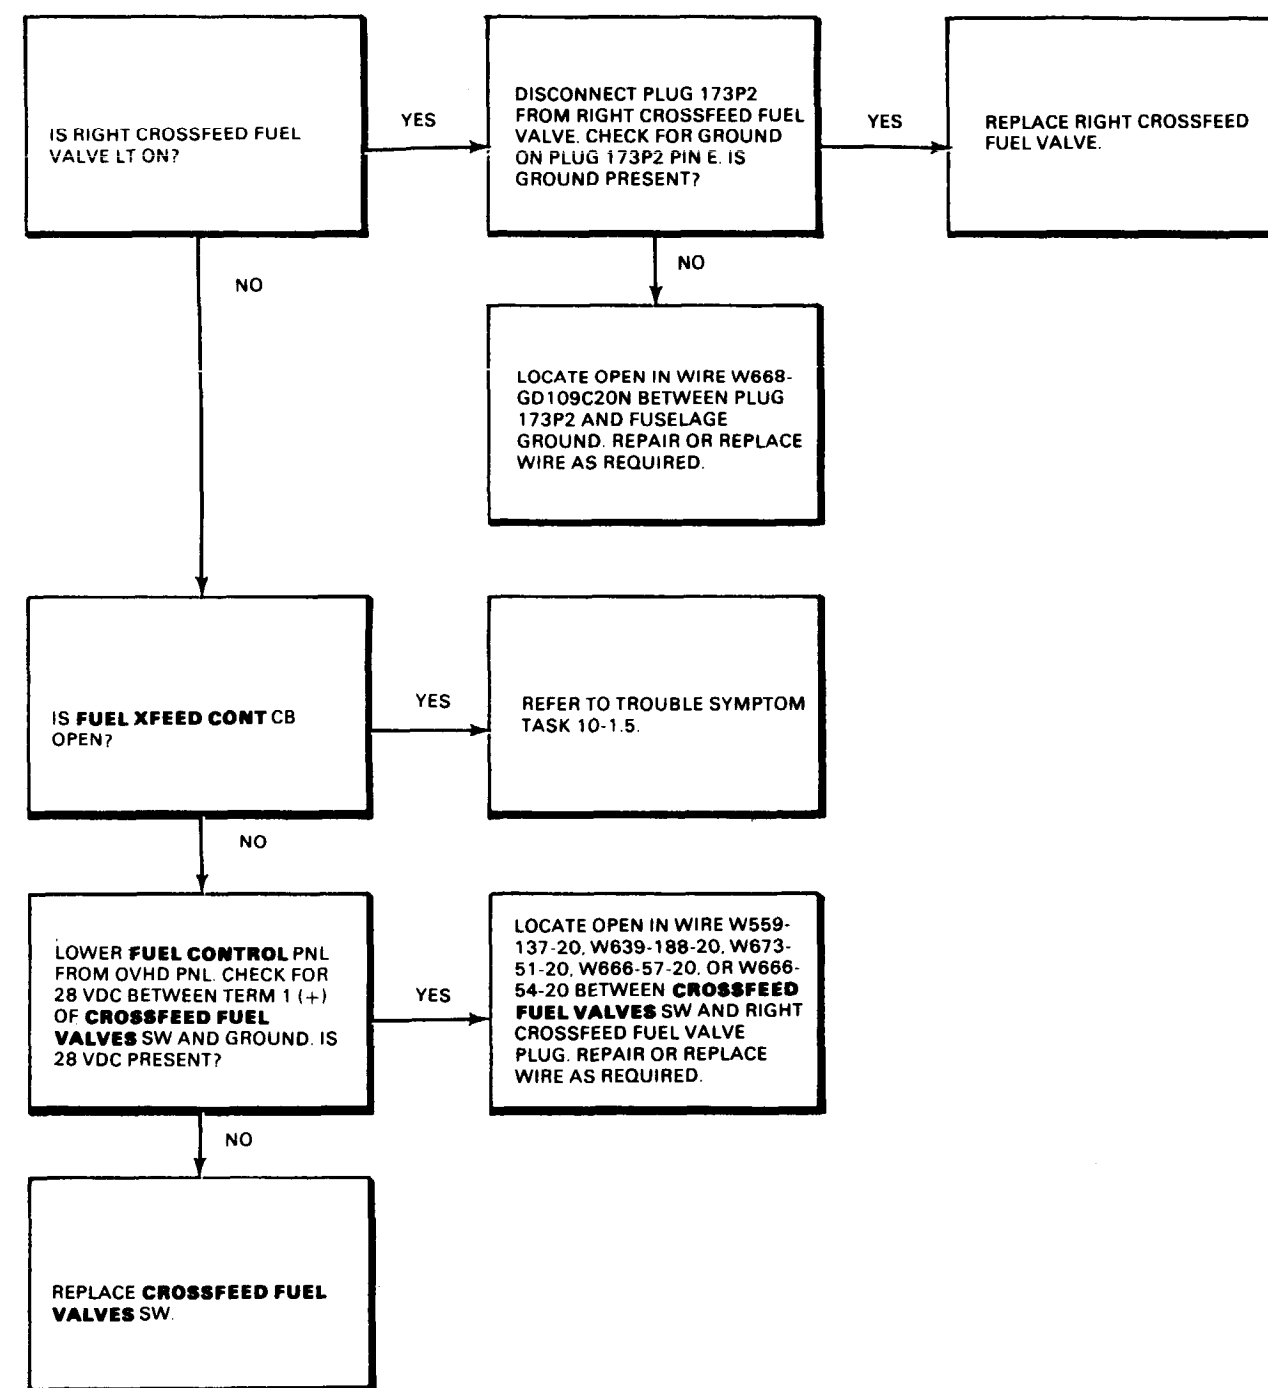 IS RIGHT CROSSFEED FUEL
VALVE LT ON?
YES
DISCONNECT PLUG 173P2
FROM RIGHT CROSSFEED FUEL
VALVE. CHECK FOR GROUND
ON PLUG 173P2 PIN E. IS
GROUND PRESENT?
YES
REPLACE RIGHT CROSSFEED
FUEL VALVE.
NO
NO
LOCATE OPEN IN WIRE W668-
GD109C20N BETWEEN PLUG
173P2 AND FUSELAGE
GROUND. REPAIR OR REPLACE
WIRE AS REQUIRED.
IS FUEL XFEED CONT CB
OPEN?
YES
REFER TO TROUBLE SYMPTOM
TASK 10-1.5.
NO
LOWER FUEL CONTROL PNL
FROM OVHD PNL. CHECK FOR
28 VDC BETWEEN TERM 1 (+)
OF CROSSFEED FUEL
VALVES SW AND GROUND. IS
28 VDC PRESENT?
YES
LOCATE OPEN IN WIRE W559-
137-20, W639-188-20, W673-
51-20, W666-57-20, OR W666-
54-20 BETWEEN CROSSFEED
FUEL VALVES SW AND RIGHT
CROSSFEED FUEL VALVE
PLUG. REPAIR OR REPLACE
WIRE AS REQUIRED.
NO
REPLACE CROSSFEED FUEL
VALVES SW.